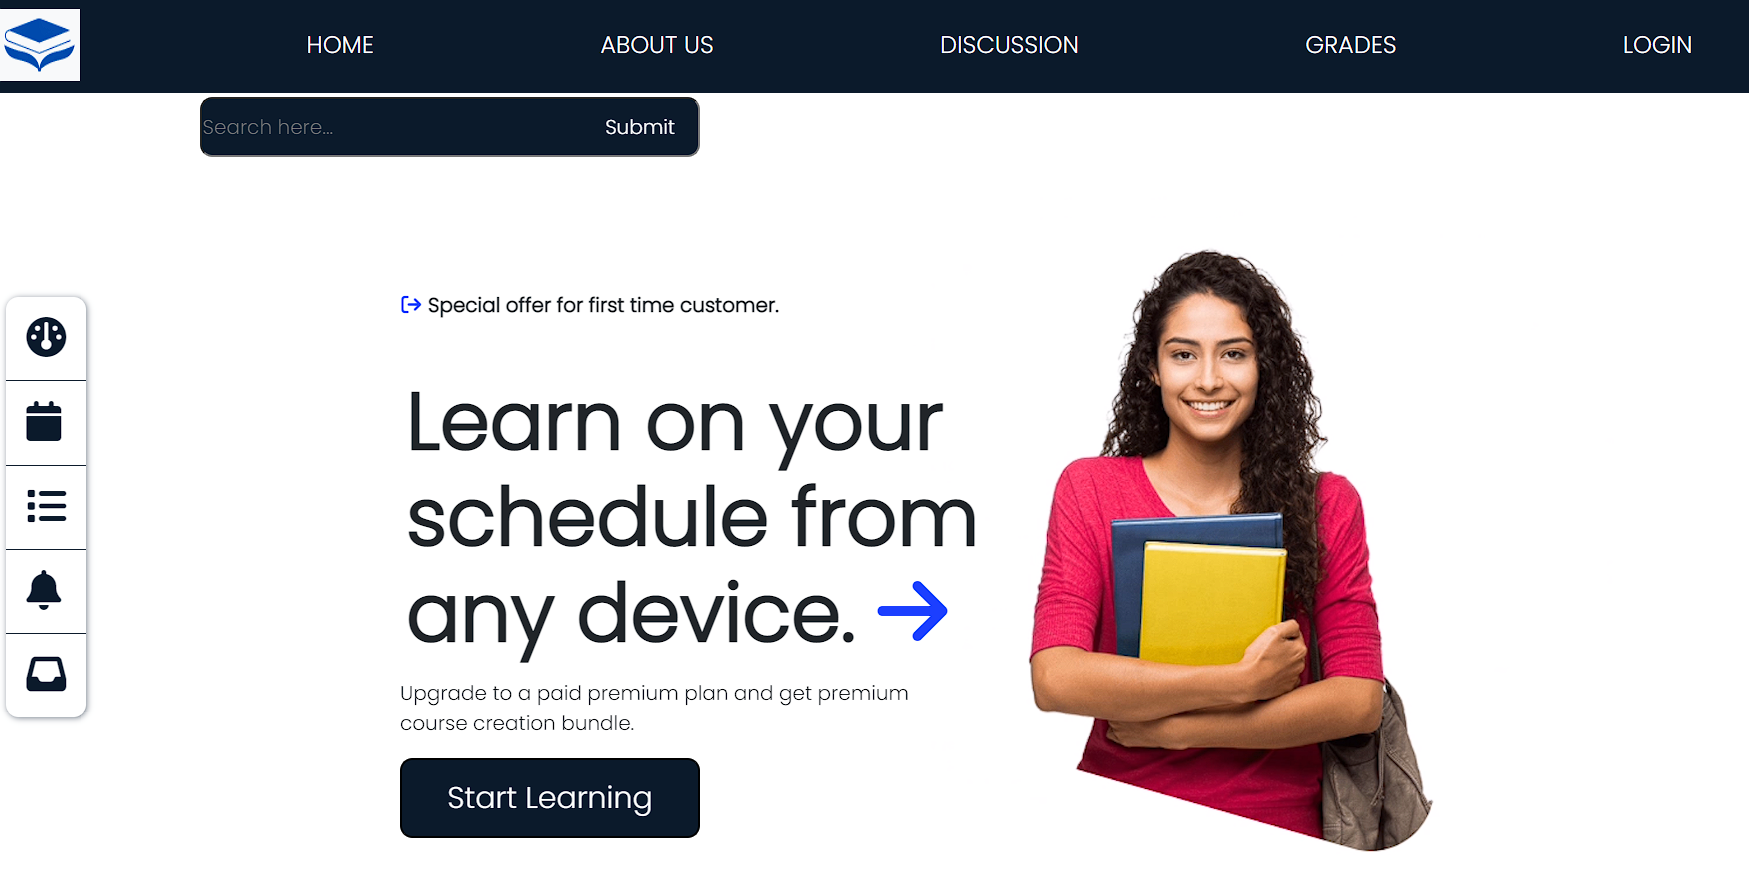 HOME ABOUT US DISCUSSION GRADES LOGIN
Search here... Submit
Special offer for first time customer.
Learn on your
schedule from
any device.
Upgrade to a paid premium plan and get premium
course creation bundle.
Start Learning